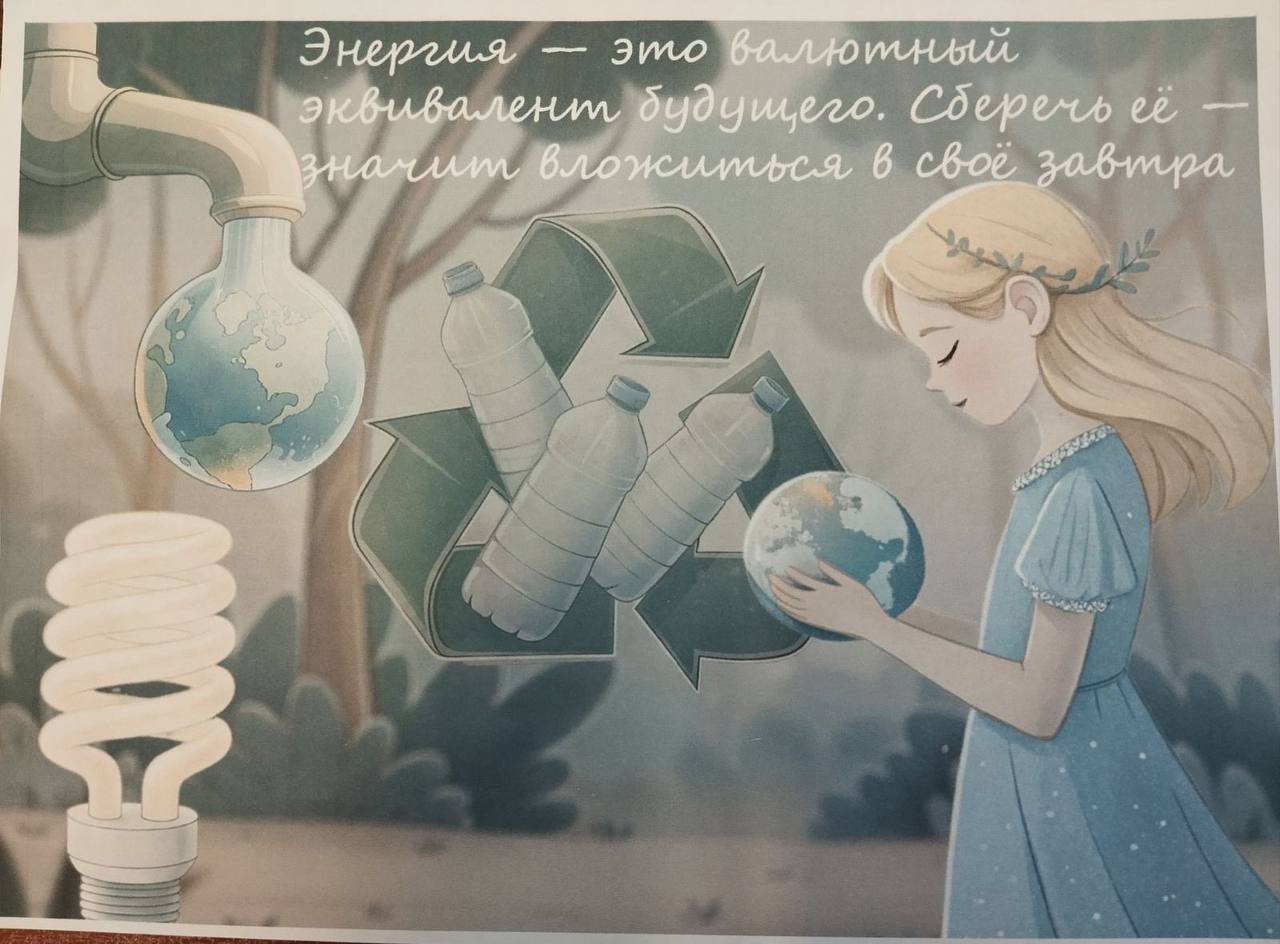 Энергия — это валютный
эквивалент будущего. Сберечь её —
значит вложиться в своё завтра